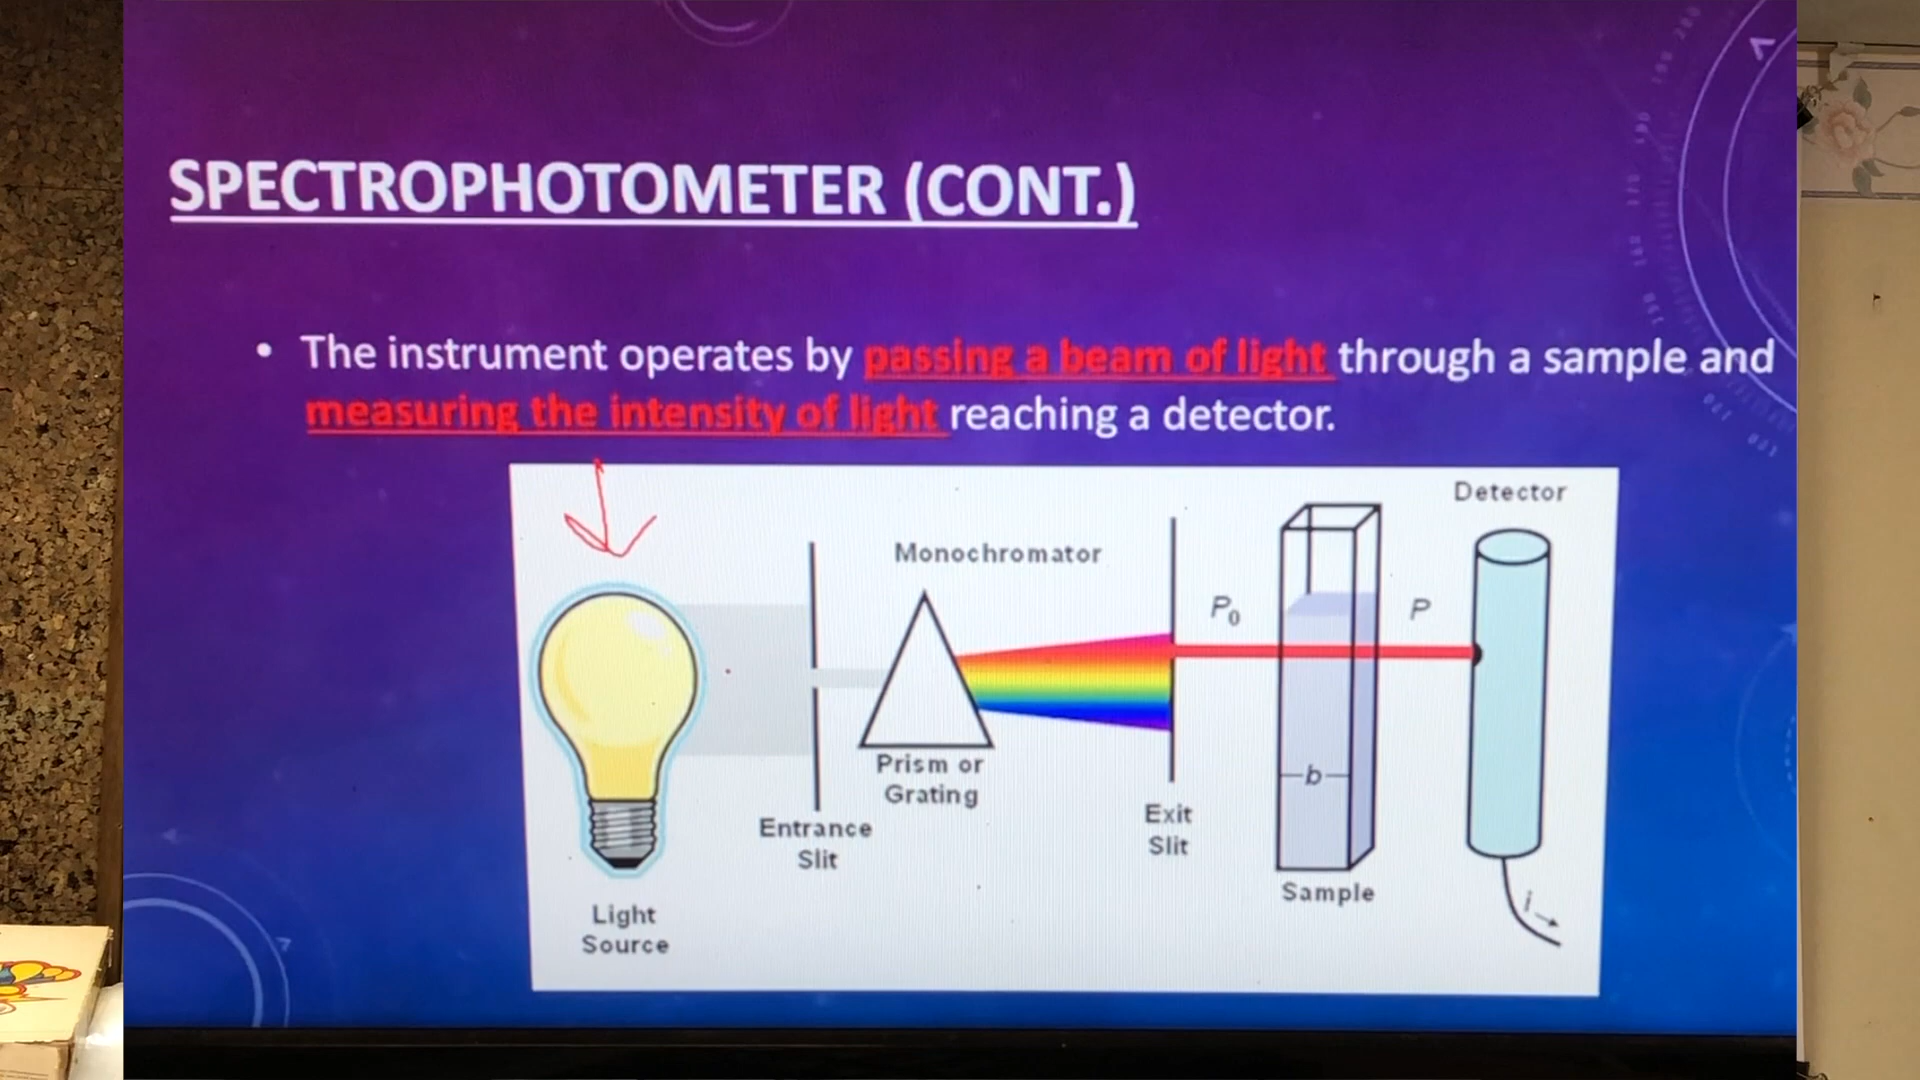 SPECTROPHOTOMETER (CONT.)
• The instrument operates by passing a beam of light through a sample and
measuring the intensity of light reaching a detector.
Detector
Monochromator
P₀
P
b
Prism or
Grating
Entrance
Slit
Exit
Slit
Sample
Light
Source
i